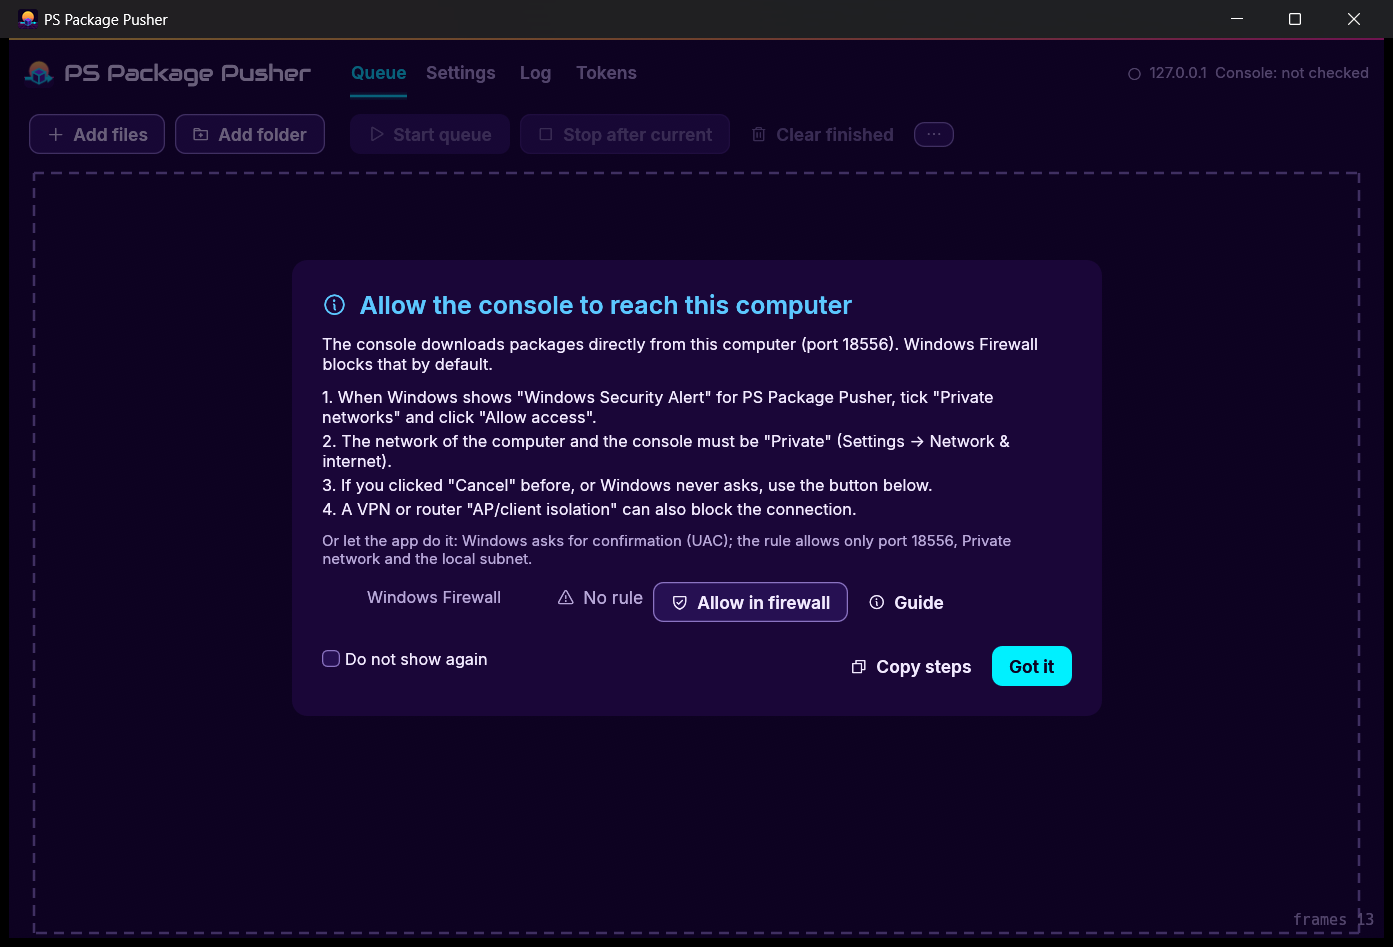 PS Package Pusher
PS Package Pusher
Queue Settings Log Tokens
127.0.0.1 Console: not checked
Add files Add folder Start queue Stop after current Clear finished ...
Allow the console to reach this computer
The console downloads packages directly from this computer (port 18556). Windows Firewall
blocks that by default.
1. When Windows shows "Windows Security Alert" for PS Package Pusher, tick "Private
networks" and click "Allow access".
2. The network of the computer and the console must be "Private" (Settings → Network &
internet).
3. If you clicked "Cancel" before, or Windows never asks, use the button below.
4. A VPN or router "AP/client isolation" can also block the connection.
Or let the app do it: Windows asks for confirmation (UAC); the rule allows only port 18556, Private
network and the local subnet.
Windows Firewall No rule Allow in firewall Guide
Do not show again Copy steps Got it
frames 13